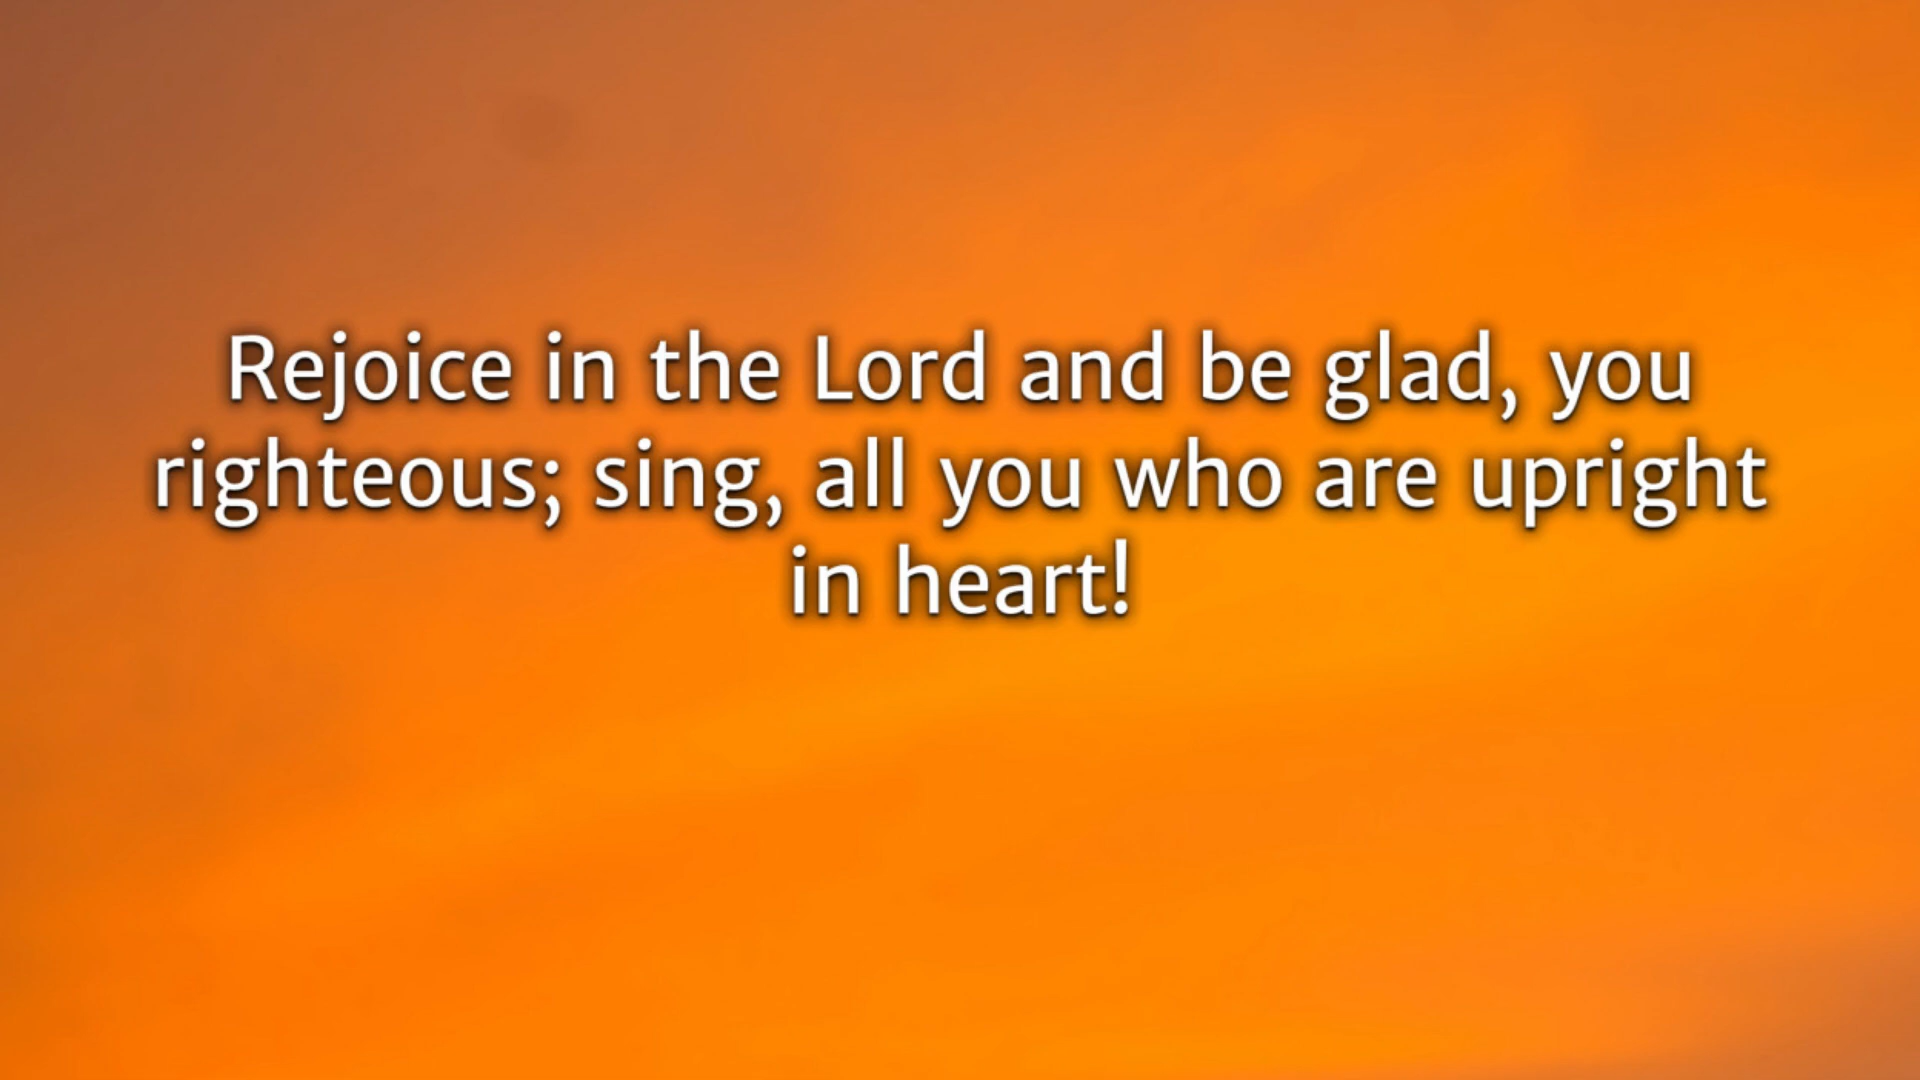 Rejoice in the Lord and be glad, you
righteous; sing, all you who are upright
in heart!